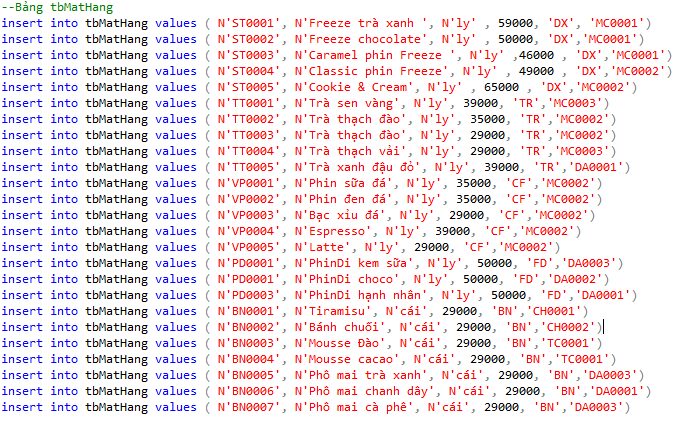 --Bảng tbMatHang
insert into tbMatHang values ( N'ST0001', N'Freeze trà xanh ', N'ly' , 59000, 'DX', 'MC0001')
insert into tbMatHang values ( N'ST0002', N'Freeze chocolate', N'ly' , 50000, 'DX','MC0001')
insert into tbMatHang values ( N'ST0003', N'Caramel phin Freeze ', N'ly' ,46000 , 'DX','MC0001')
insert into tbMatHang values ( N'ST0004', N'Classic phin Freeze', N'ly' , 49000 , 'DX','MC0002')
insert into tbMatHang values ( N'ST0005', N'Cookie & Cream', N'ly' , 65000 , 'DX','MC0002')
insert into tbMatHang values ( N'TT0001', N'Trà sen vàng', N'ly', 39000, 'TR','MC0003')
insert into tbMatHang values ( N'TT0002', N'Trà thạch đào', N'ly', 35000, 'TR','MC0002')
insert into tbMatHang values ( N'TT0003', N'Trà thạch đào', N'ly', 29000, 'TR','MC0002')
insert into tbMatHang values ( N'TT0004', N'Trà thạch vải', N'ly', 29000, 'TR','MC0003')
insert into tbMatHang values ( N'TT0005', N'Trà xanh đậu đỏ', N'ly', 39000, 'TR','DA0001')
insert into tbMatHang values ( N'VP0001', N'Phin sữa đá', N'ly', 35000, 'CF','MC0002')
insert into tbMatHang values ( N'VP0002', N'Phin đen đá', N'ly', 35000, 'CF','MC0002')
insert into tbMatHang values ( N'VP0003', N'Bạc xỉu đá', N'ly', 29000, 'CF','MC0002')
insert into tbMatHang values ( N'VP0004', N'Espresso', N'ly', 39000, 'CF','MC0002')
insert into tbMatHang values ( N'VP0005', N'Latte', N'ly', 29000, 'CF','MC0002')
insert into tbMatHang values ( N'PD0001', N'PhinDi kem sữa', N'ly', 50000, 'FD','DA0003')
insert into tbMatHang values ( N'PD0001', N'PhinDi choco', N'ly', 50000, 'FD','DA0002')
insert into tbMatHang values ( N'PD0003', N'PhinDi hạnh nhân', N'ly', 50000, 'FD','DA0001')
insert into tbMatHang values ( N'BN0001', N'Tiramisu', N'cái', 29000, 'BN','CH0001')
insert into tbMatHang values ( N'BN0002', N'Bánh chuối', N'cái', 29000, 'BN','CH0002')
insert into tbMatHang values ( N'BN0003', N'Mousse Đào', N'cái', 29000, 'BN','TC0001')
insert into tbMatHang values ( N'BN0004', N'Mousse cacao', N'cái', 29000, 'BN','TC0001')
insert into tbMatHang values ( N'BN0005', N'Phô mai trà xanh', N'cái', 29000, 'BN','DA0003')
insert into tbMatHang values ( N'BN0006', N'Phô mai chanh dây', N'cái', 29000, 'BN','DA0001')
insert into tbMatHang values ( N'BN0007', N'Phô mai cà phê', N'cái', 29000, 'BN','DA0003')